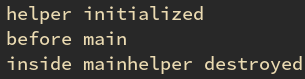 helper initialized
before main
inside mainhelper destroyed